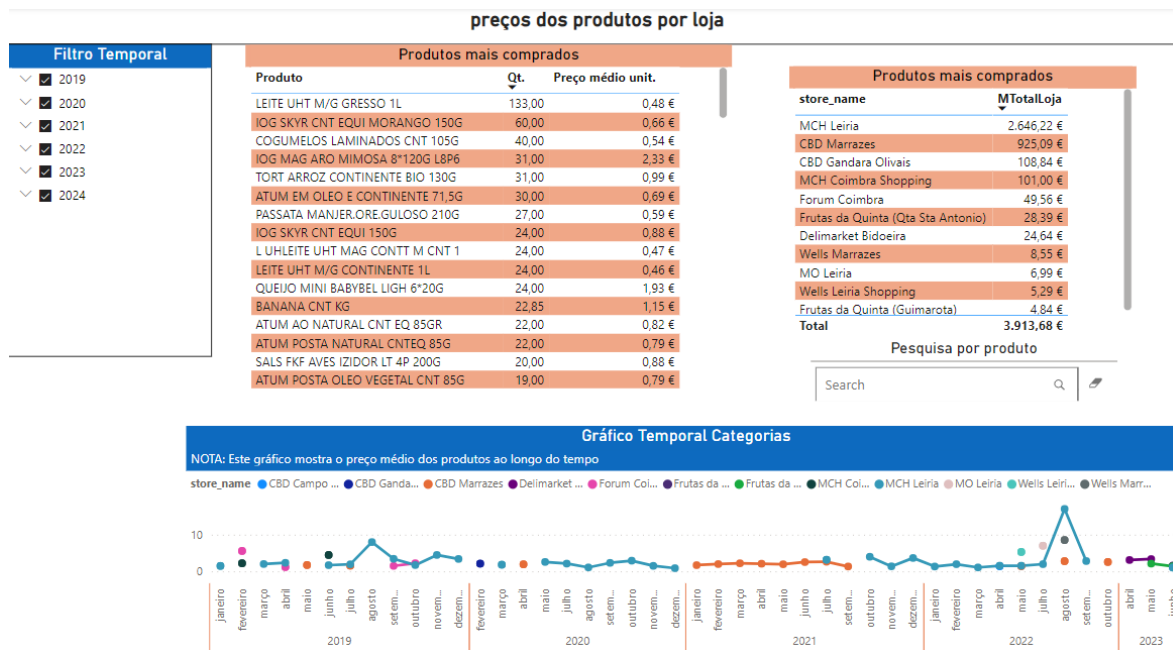 preços dos produtos por loja
Filtro Temporal
2019
2020
2021
2022
2023
2024
Produtos mais comprados
Produto Qt. Preço médio unit.
LEITE UHT M/G GRESSO 1L 133,00 0,48 €
IOG SKYR CNT EQUI MORANGO 150G 60,00 0,66 €
COGUMELOS LAMINADOS CNT 105G 40,00 0,54 €
IOG MAG ARO MIMOSA 8*120G L8P6 31,00 2,33 €
TORT ARROZ CONTINENTE BIO 130G 31,00 0,99 €
ATUM EM OLEO E CONTINENTE 71,5G 30,00 0,69 €
PASSATA MANJER.ORE.GULOSO 210G 27,00 0,59 €
IOG SKYR CNT EQUI 150G 24,00 0,88 €
L UHLEITE UHT MAG CONTT M CNT 1 24,00 0,47 €
LEITE UHT M/G CONTINENTE 1L 24,00 0,46 €
QUEIJO MINI BABYBEL LIGH 6*20G 24,00 1,93 €
BANANA CNT KG 22,85 1,15 €
ATUM AO NATURAL CNT EQ 85GR 22,00 0,82 €
ATUM POSTA NATURAL CNTEQ 85G 22,00 0,79 €
SALS FKF AVES IZIDOR LT 4P 200G 20,00 0,88 €
ATUM POSTA OLEO VEGETAL CNT 85G 19,00 0,79 €
Produtos mais comprados
store_name MTotalLoja
MCH Leiria 2.646,22 €
CBD Marrazes 925,09 €
CBD Gandara Olivais 108,84 €
MCH Coimbra Shopping 101,00 €
Forum Coimbra 49,56 €
Frutas da Quinta (Qta Sta Antonio) 28,39 €
Delimarket Bidoeira 24,64 €
Wells Marrazes 8,55 €
MO Leiria 6,99 €
Wells Leiria Shopping 5,29 €
Frutas da Quinta (Guimarota) 4,84 €
Total 3.913,68 €
Pesquisa por produto
Search
Gráfico Temporal Categorias
NOTA: Este gráfico mostra o preço médio dos produtos ao longo do tempo
store_name CBD Campo ... CBD Ganda... CBD Marrazes Delimarket ... Forum Coi... Frutas da ... Frutas da ... MCH Coi... MCH Leiria MO Leiria Wells Leiri... Wells Marr...
10
0
janeiro fevereiro março abril maio junho julho agosto setem... outubro novem... dezem... fevereiro março abril maio julho agosto setem... outubro novem... dezem... janeiro fevereiro março abril maio junho julho agosto outubro novem... dezem... janeiro fevereiro março abril maio julho agosto setem... outubro abril maio junho
2019 2020 2021 2022 2023